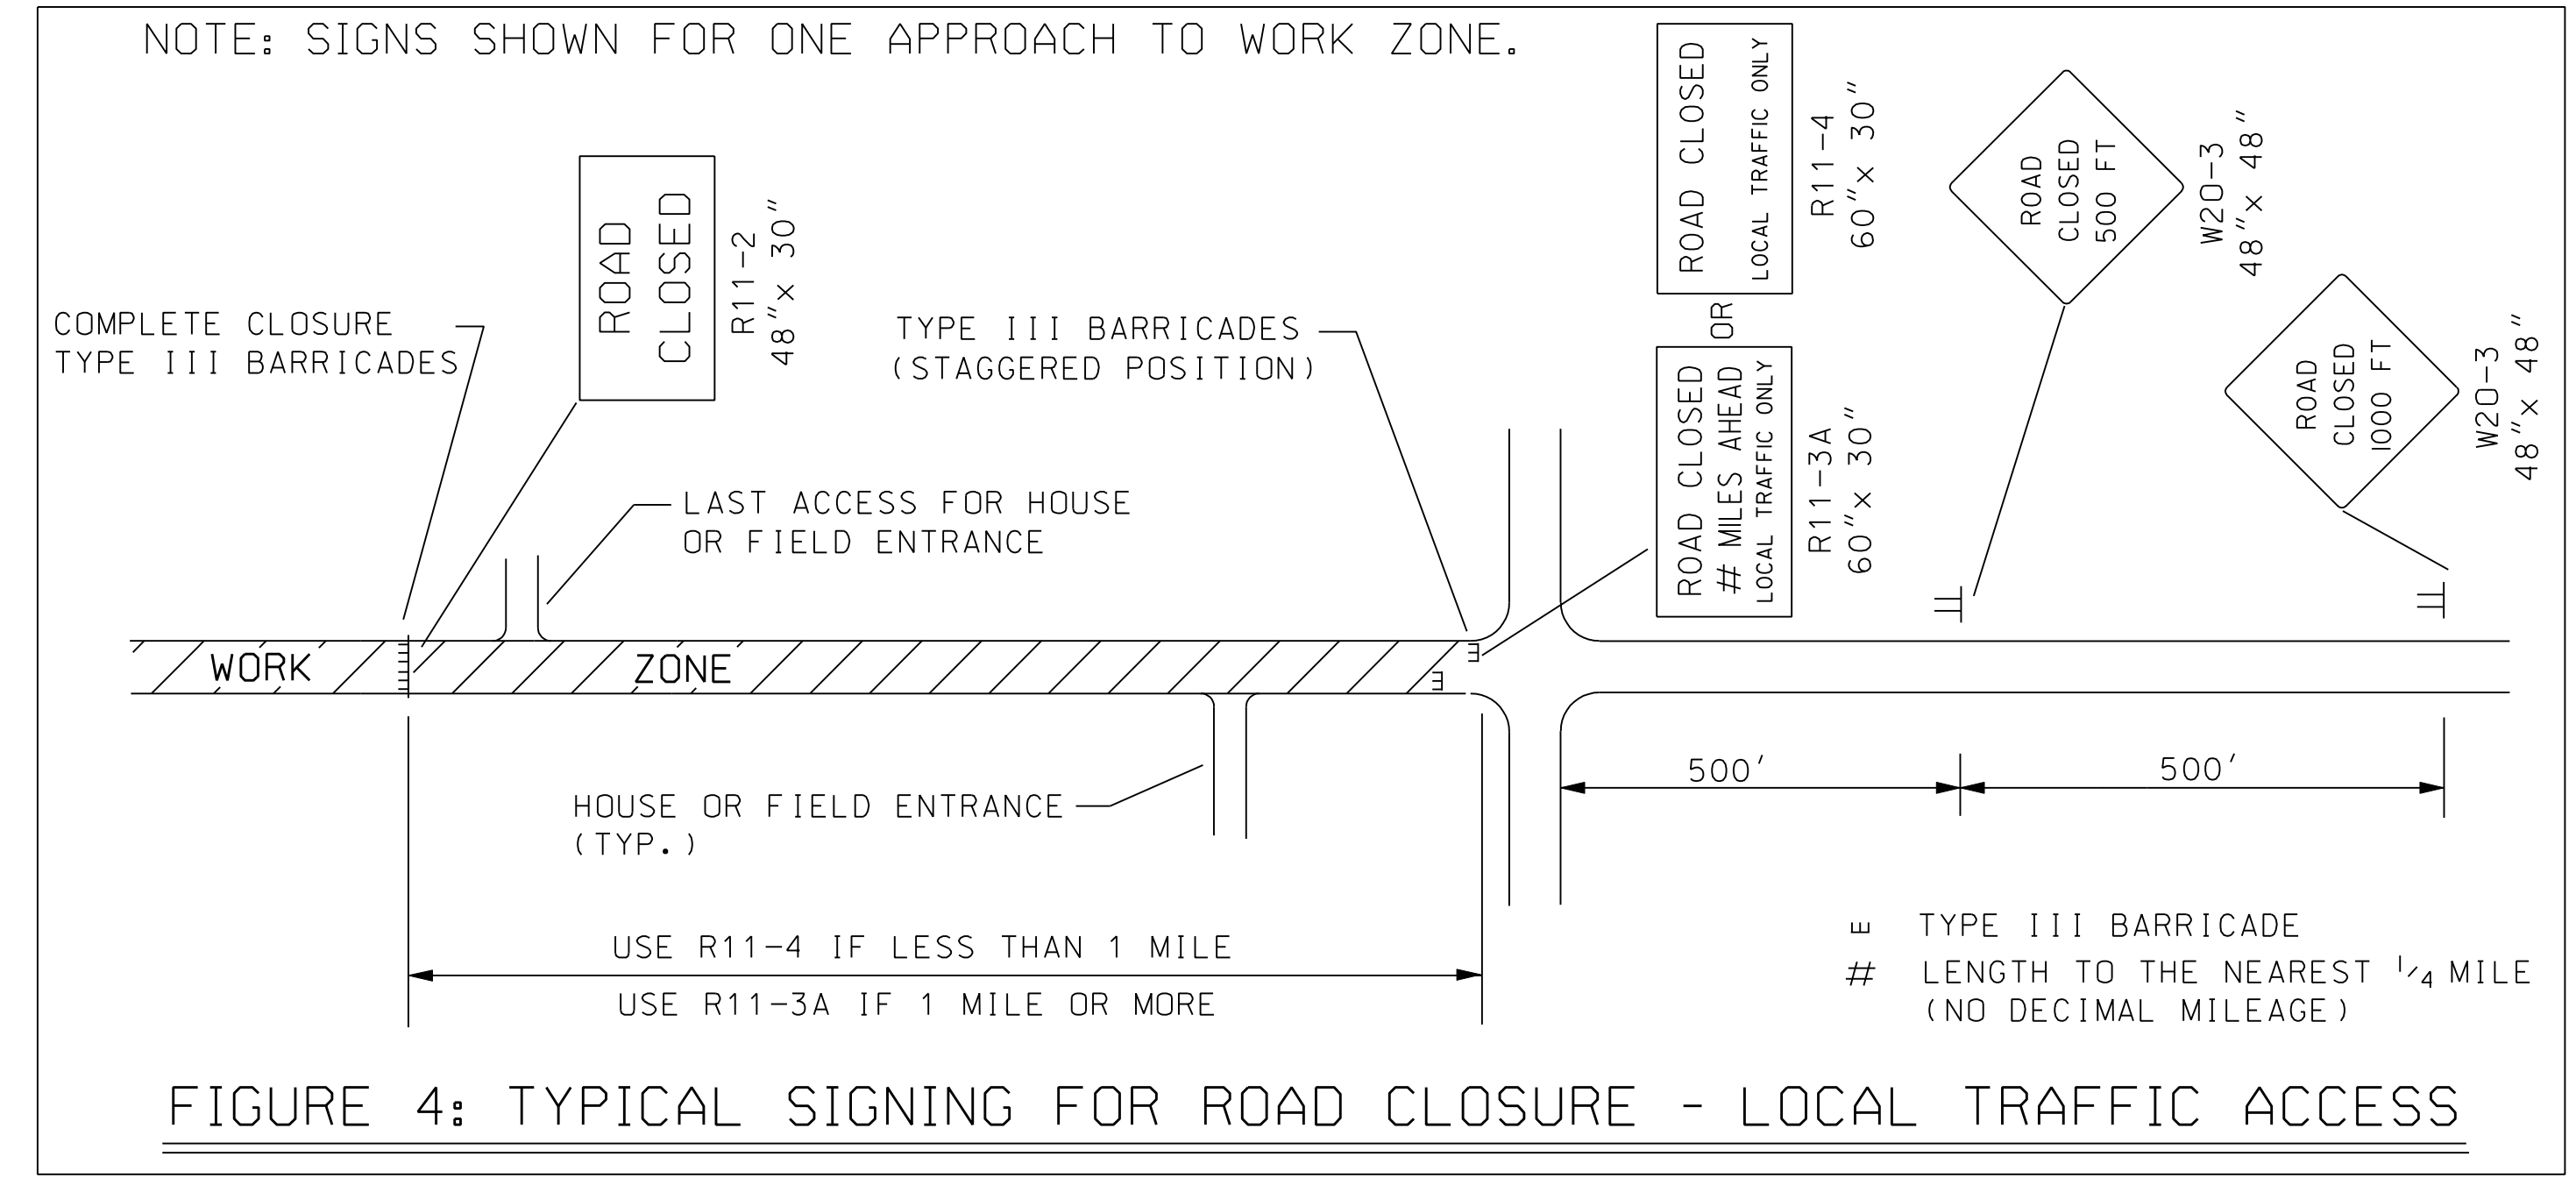 NOTE: SIGNS SHOWN FOR ONE APPROACH TO WORK ZONE.
ROAD CLOSED
LOCAL TRAFFIC ONLY
R11-4
60"x 30"
OR
ROAD CLOSED
# MILES AHEAD
LOCAL TRAFFIC ONLY
R11-3A
60"x 30"
ROAD
CLOSED
500 FT
W20-3
48"x 48"
ROAD
CLOSED
1000 FT
W20-3
48"x 48"
ROAD
CLOSED
R11-2
48"x 30"
COMPLETE CLOSURE
TYPE III BARRICADES
TYPE III BARRICADES
(STAGGERED POSITION)
LAST ACCESS FOR HOUSE
OR FIELD ENTRANCE
WORK ZONE
HOUSE OR FIELD ENTRANCE
(TYP.)
500'
500'
USE R11-4 IF LESS THAN 1 MILE
USE R11-3A IF 1 MILE OR MORE
TYPE III BARRICADE
# LENGTH TO THE NEAREST 1/4 MILE
(NO DECIMAL MILEAGE)
FIGURE 4: TYPICAL SIGNING FOR ROAD CLOSURE - LOCAL TRAFFIC ACCESS